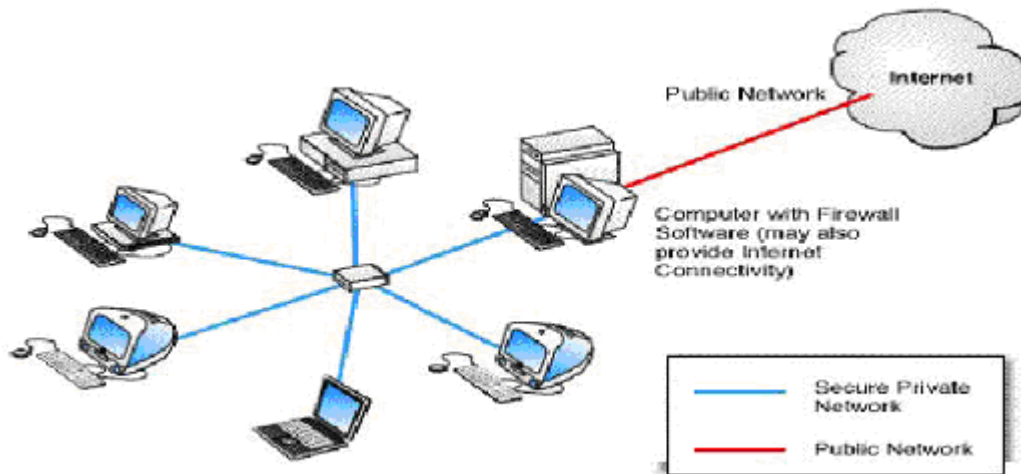 Internet
Public Network
Computer with Firewall
Software (may also
provide Internet
Connectivity)
Secure Private
Network
Public Network